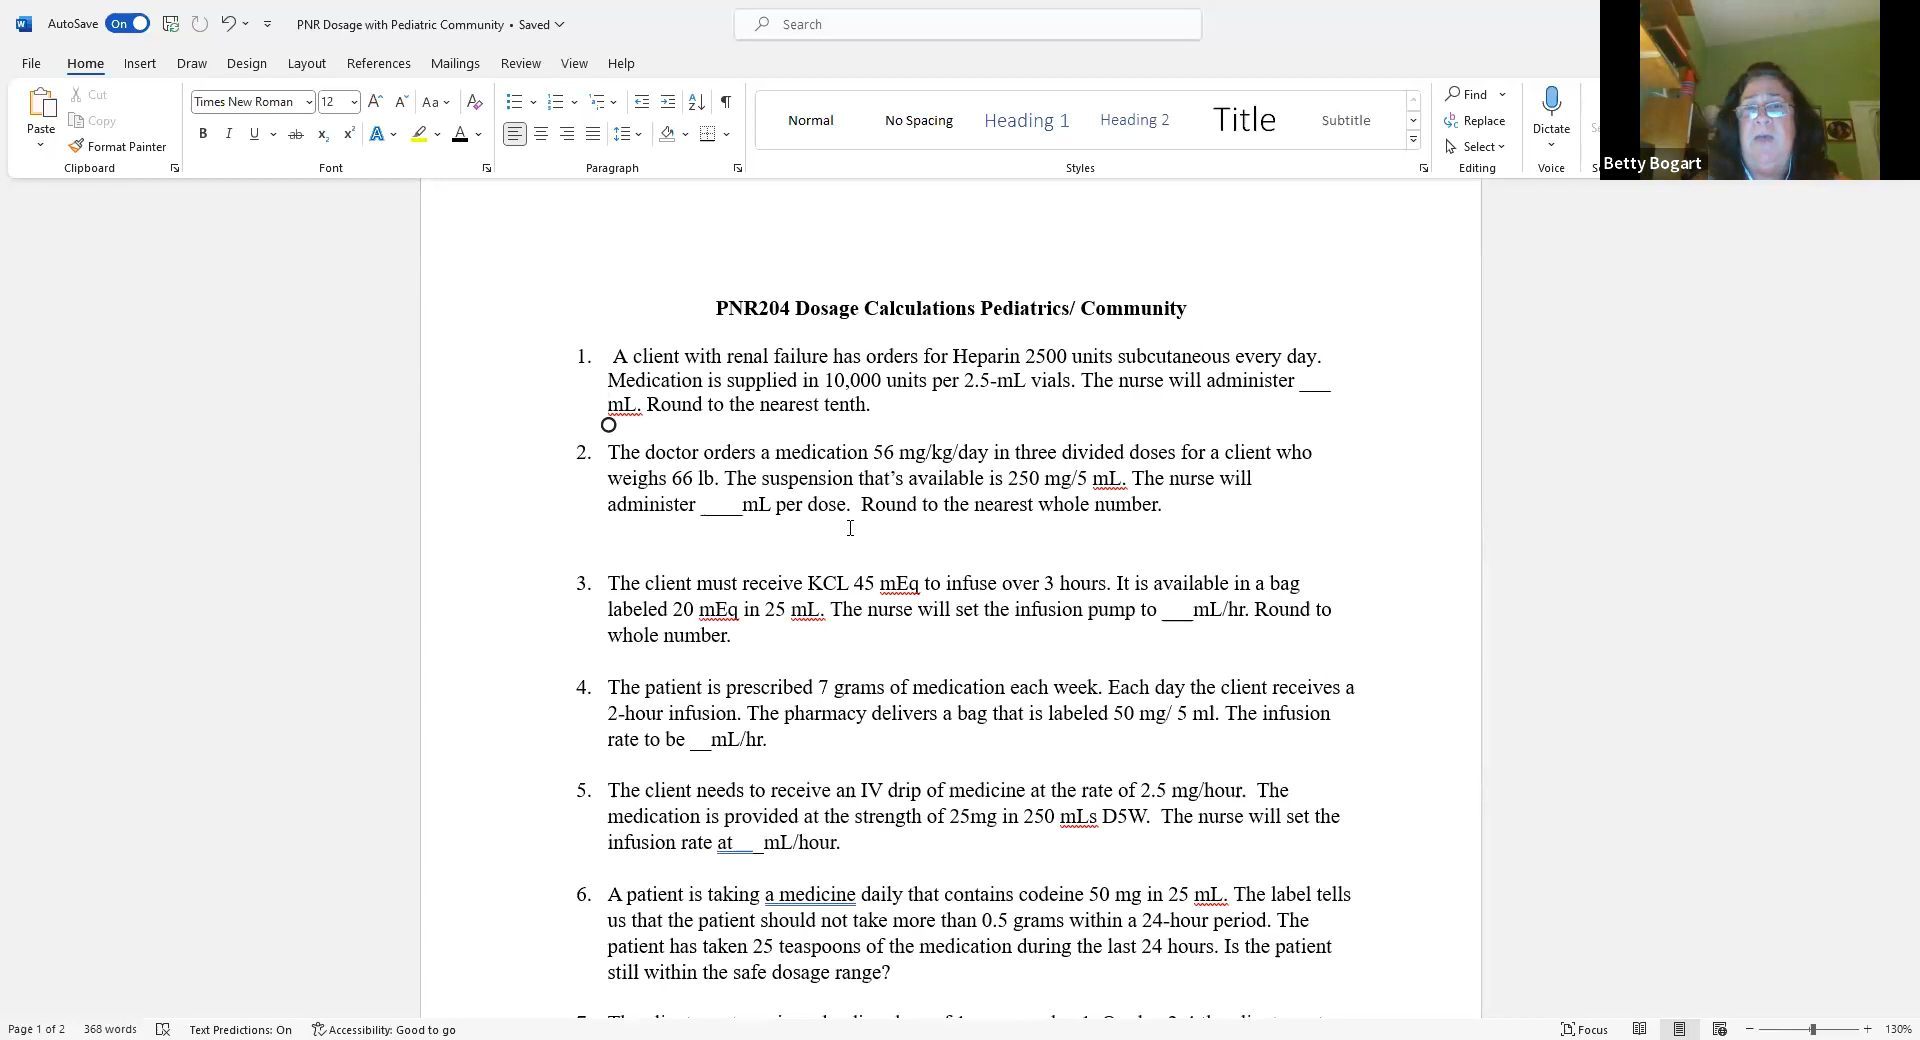 AutoSave On PNR Dosage with Pediatric Community • Saved Search
File Home Insert Draw Design Layout References Mailings Review View Help
Paste Cut Copy Format Painter
Times New Roman 12 Aa
Normal No Spacing Heading 1 Heading 2 Title Subtitle
Find Replace Select Dictate
Clipboard Font Paragraph Styles Editing Voice
Betty Bogart
PNR204 Dosage Calculations Pediatrics/ Community
1. A client with renal failure has orders for Heparin 2500 units subcutaneous every day.
Medication is supplied in 10,000 units per 2.5-mL vials. The nurse will administer ___
mL. Round to the nearest tenth.
2. The doctor orders a medication 56 mg/kg/day in three divided doses for a client who
weighs 66 lb. The suspension that’s available is 250 mg/5 mL. The nurse will
administer ____mL per dose. Round to the nearest whole number.
3. The client must receive KCL 45 mEq to infuse over 3 hours. It is available in a bag
labeled 20 mEq in 25 mL. The nurse will set the infusion pump to ___mL/hr. Round to
whole number.
4. The patient is prescribed 7 grams of medication each week. Each day the client receives a
2-hour infusion. The pharmacy delivers a bag that is labeled 50 mg/ 5 ml. The infusion
rate to be __mL/hr.
5. The client needs to receive an IV drip of medicine at the rate of 2.5 mg/hour. The
medication is provided at the strength of 25mg in 250 mLs D5W. The nurse will set the
infusion rate at___mL/hour.
6. A patient is taking a medicine daily that contains codeine 50 mg in 25 mL. The label tells
us that the patient should not take more than 0.5 grams within a 24-hour period. The
patient has taken 25 teaspoons of the medication during the last 24 hours. Is the patient
still within the safe dosage range?
Page 1 of 2 368 words Text Predictions: On Accessibility: Good to go Focus 130%